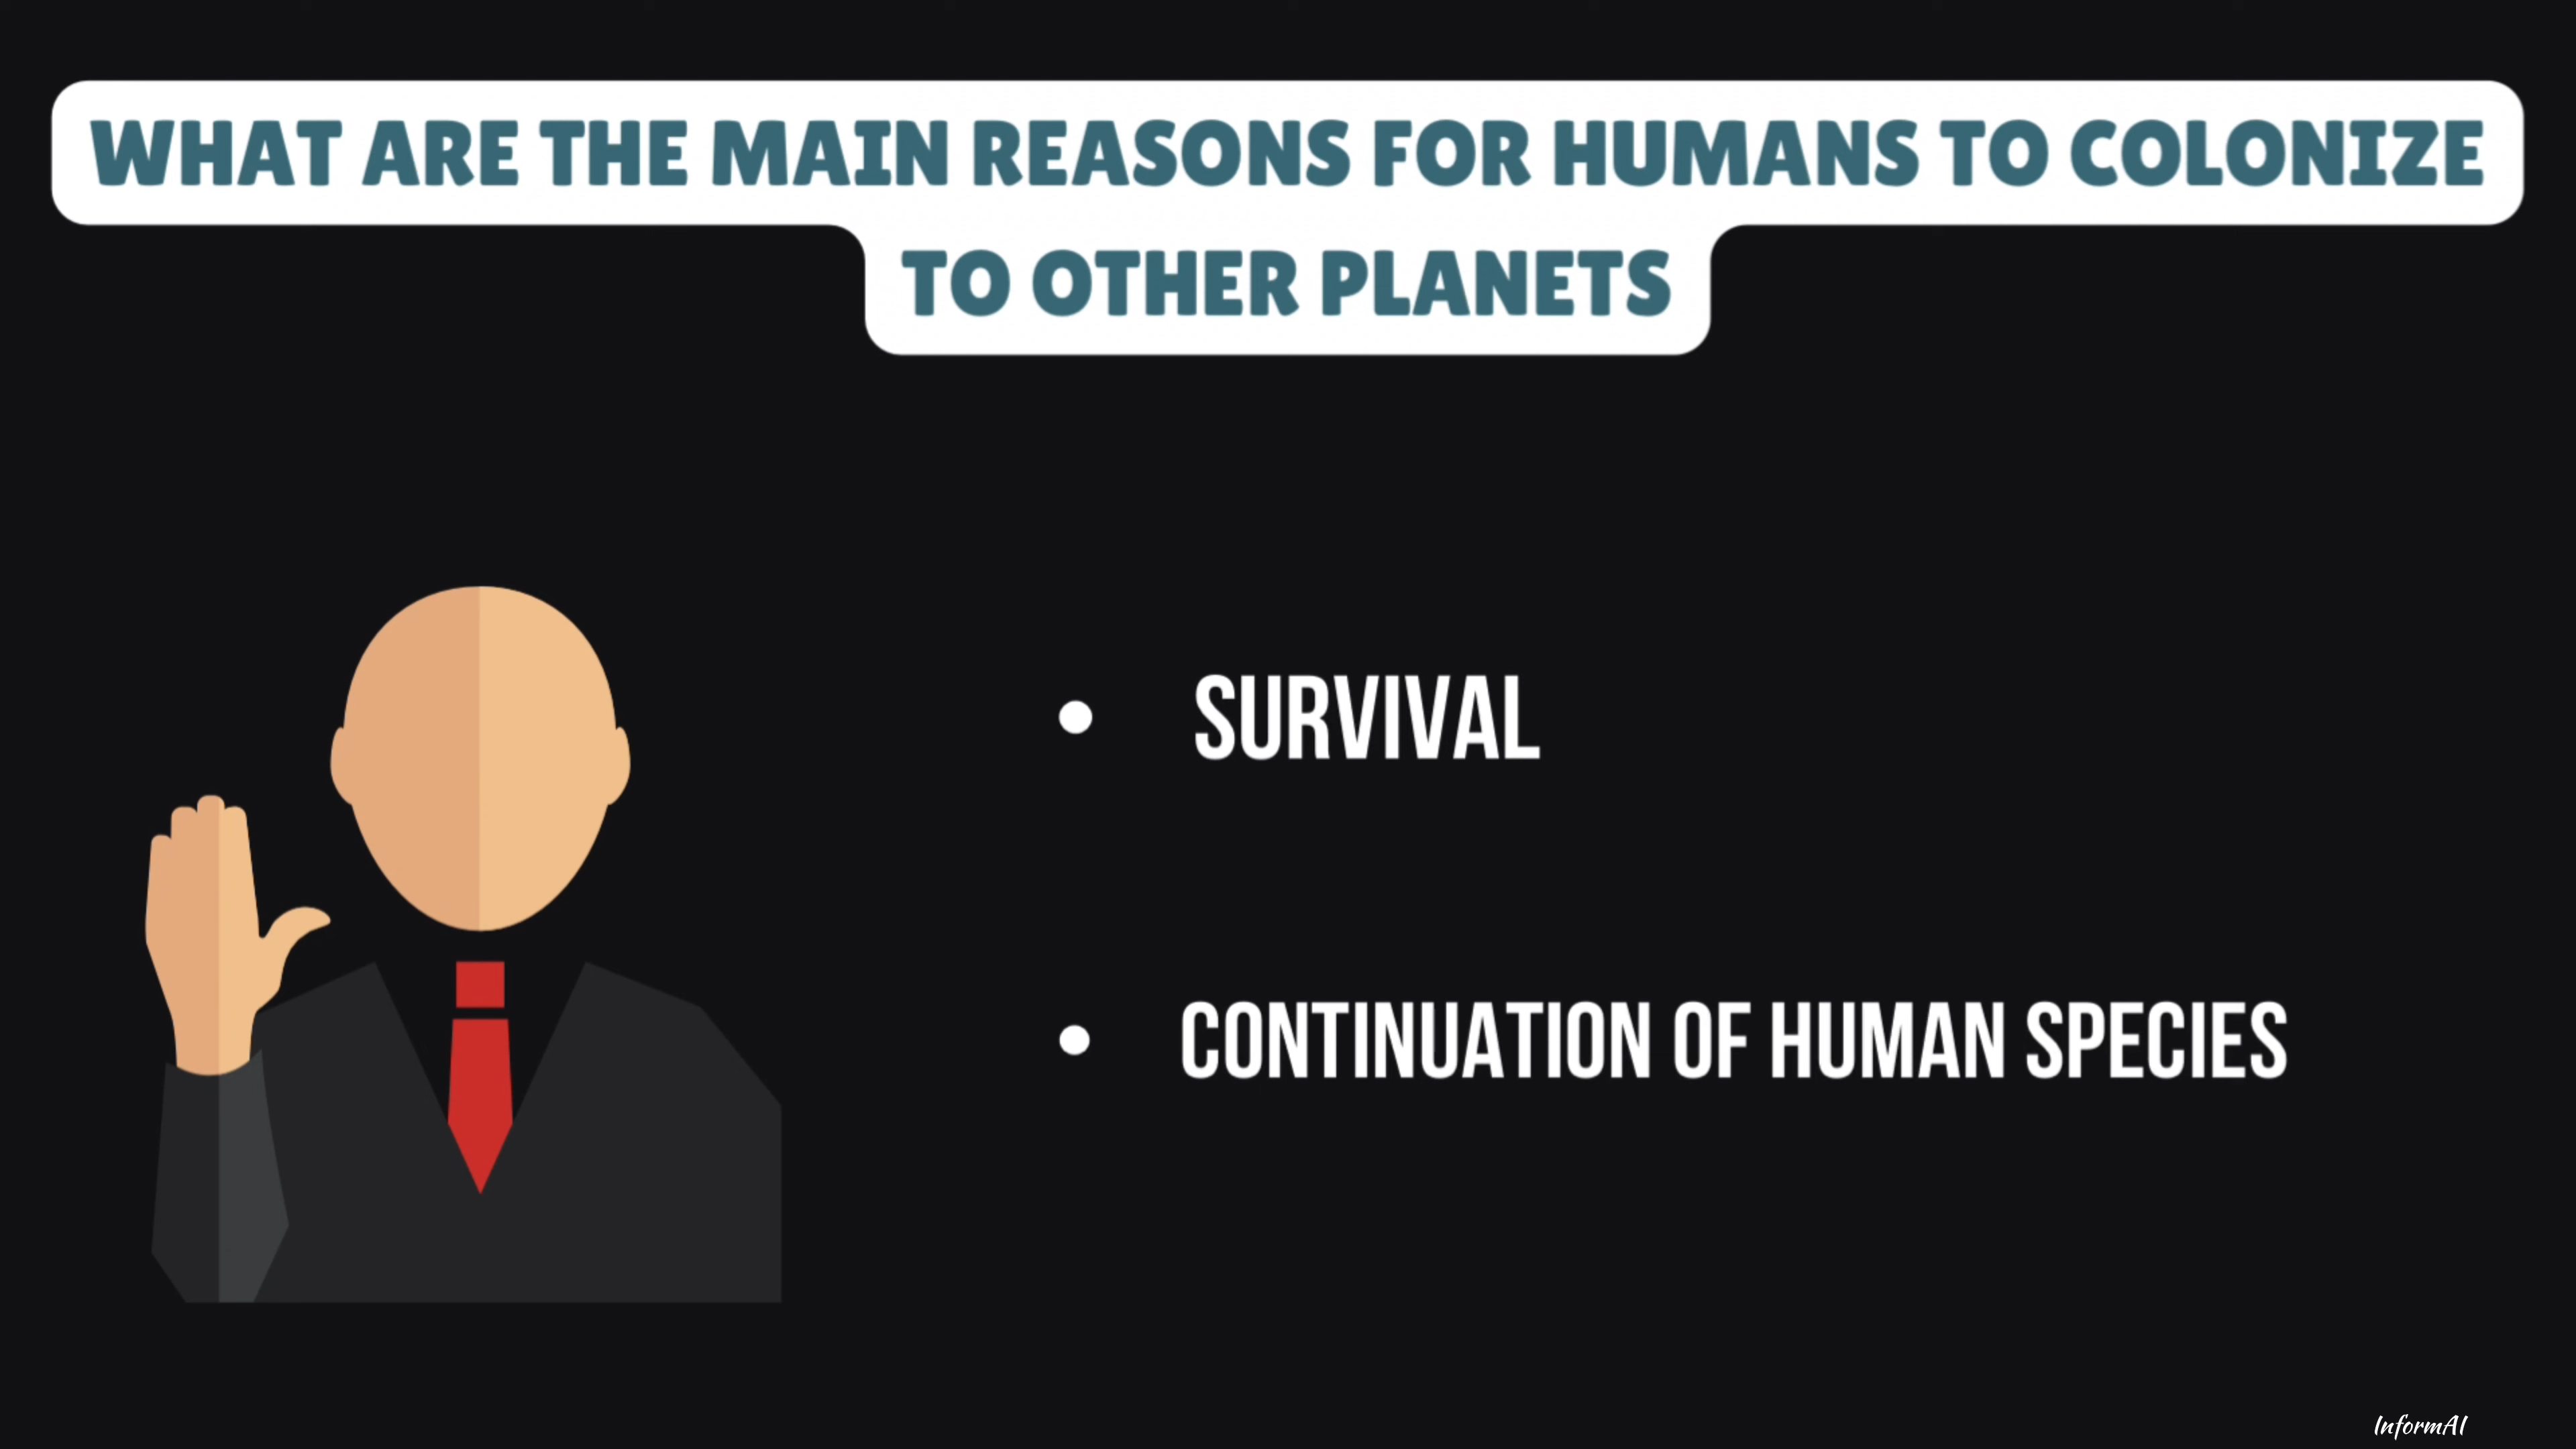 WHAT ARE THE MAIN REASONS FOR HUMANS TO COLONIZE
TO OTHER PLANETS
• SURVIVAL
• CONTINUATION OF HUMAN SPECIES
InformAI